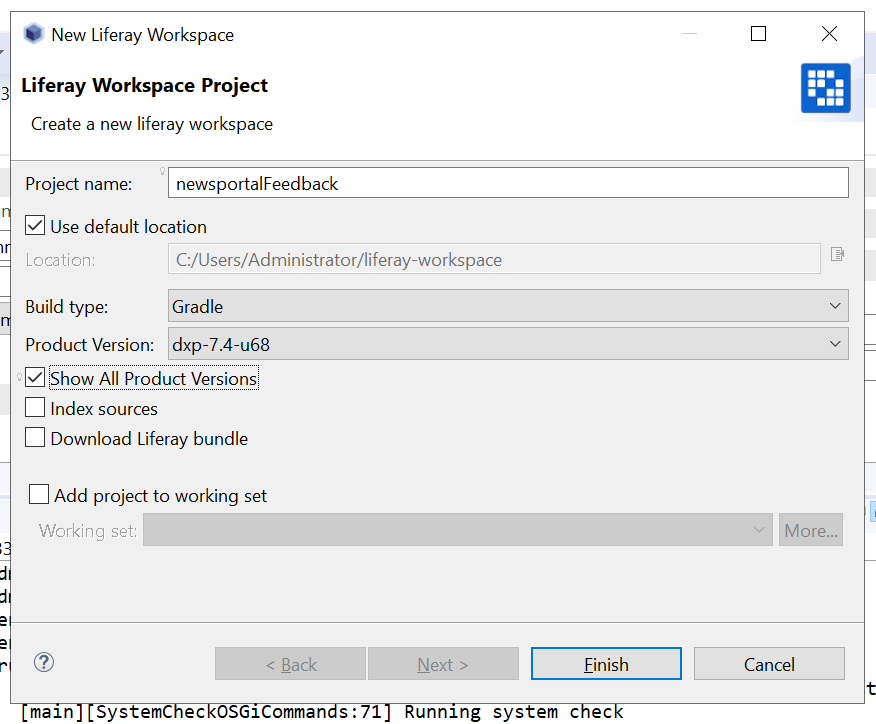 New Liferay Workspace
Liferay Workspace Project
Create a new liferay workspace
Project name: newsportalFeedback
Use default location
Location: C:/Users/Administrator/liferay-workspace
Build type: Gradle
Product Version: dxp-7.4-u68
Show All Product Versions
Index sources
Download Liferay bundle
Add project to working set
Working set: More...
< Back Next > Finish Cancel
[main][SystemCheckOSGiCommands:71] Running system check